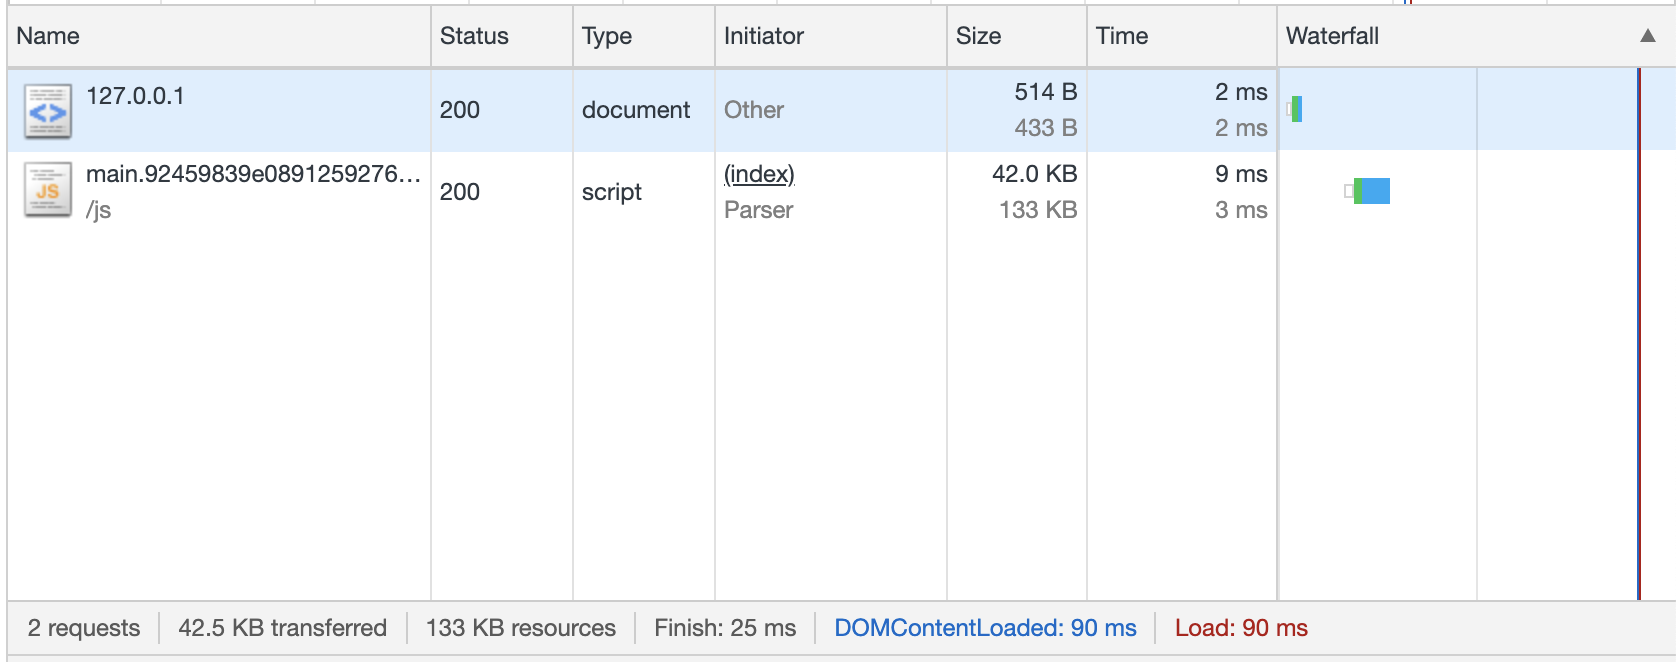 Name Status Type Initiator Size Time Waterfall ▲
127.0.0.1 200 document Other 514 B 2 ms
433 B 2 ms
main.92459839e0891259276… 200 script (index) 42.0 KB 9 ms
JS /js Parser 133 KB 3 ms
2 requests 42.5 KB transferred 133 KB resources Finish: 25 ms DOMContentLoaded: 90 ms Load: 90 ms